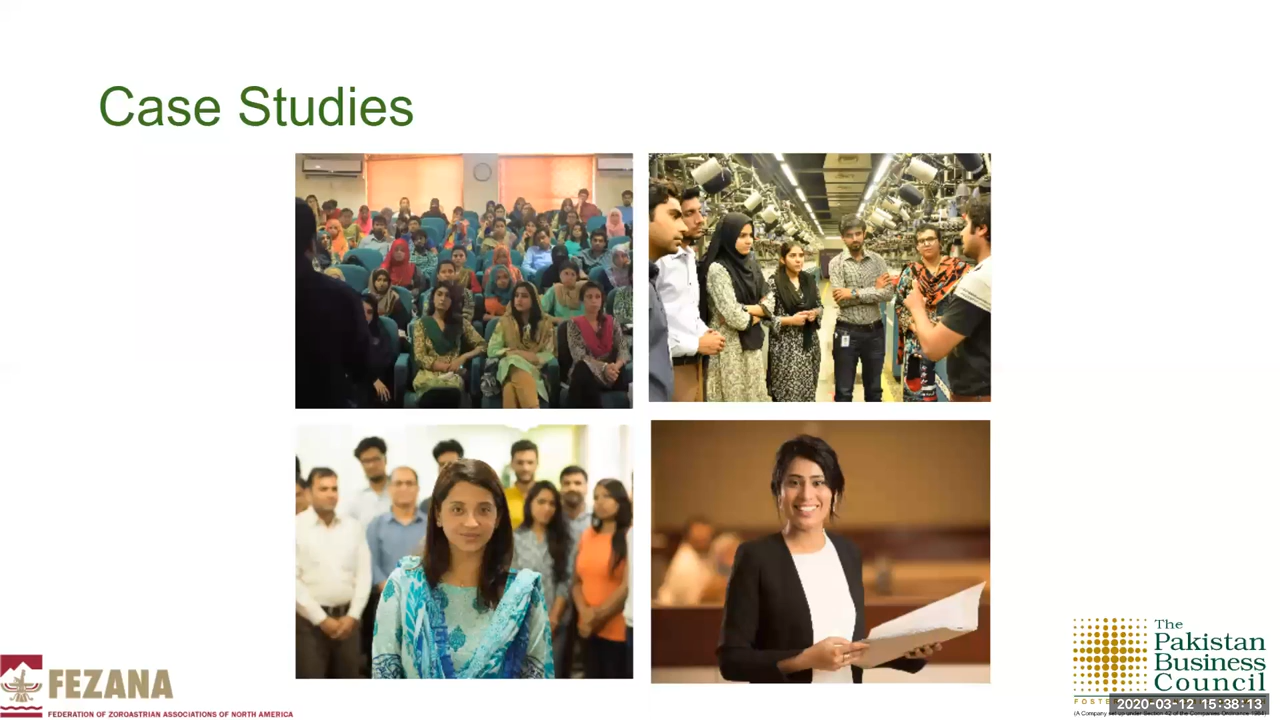 Case Studies
FEZANA
FEDERATION OF ZOROASTRIAN ASSOCIATIONS OF NORTH AMERICA
The
Pakistan
Business
Council
2020-03-12 15:38:13